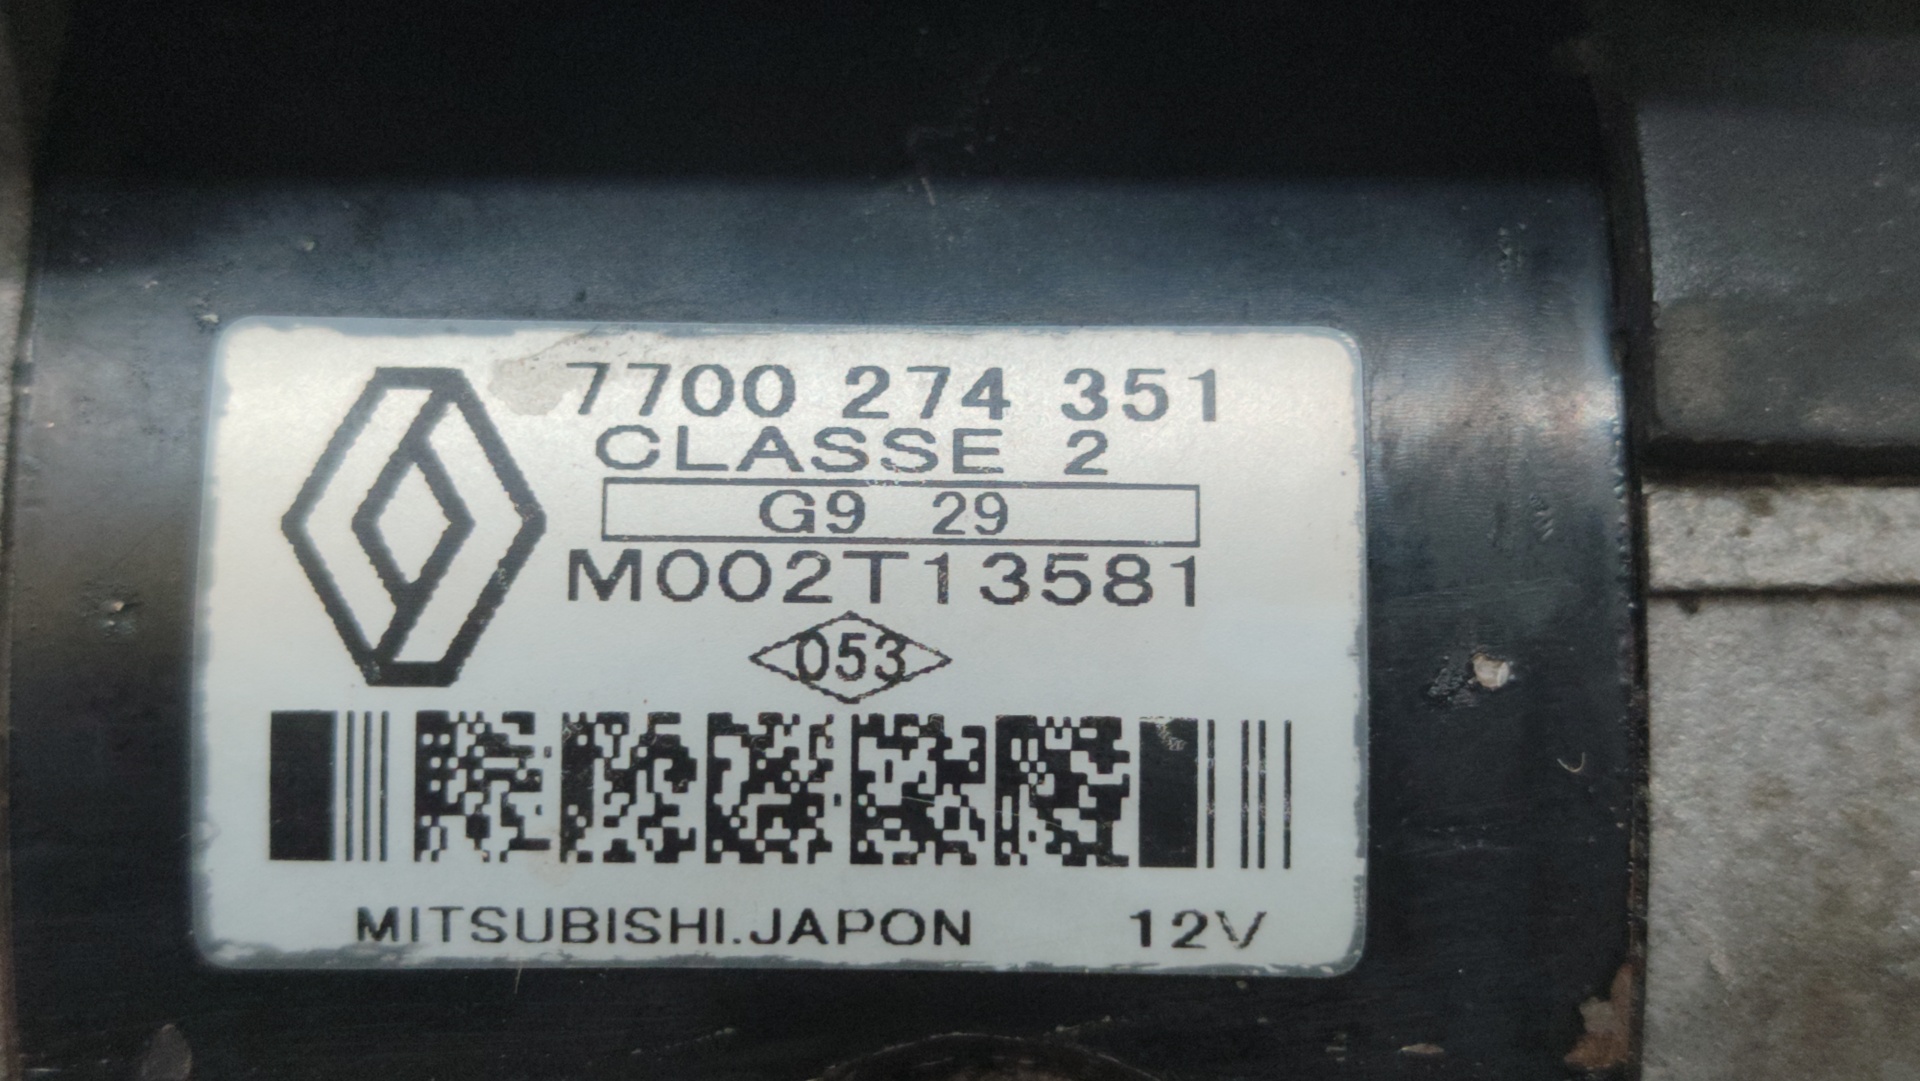 7700 274 351
CLASSE 2
G9 29
M002T13581
053
MITSUBISHI.JAPON 12V